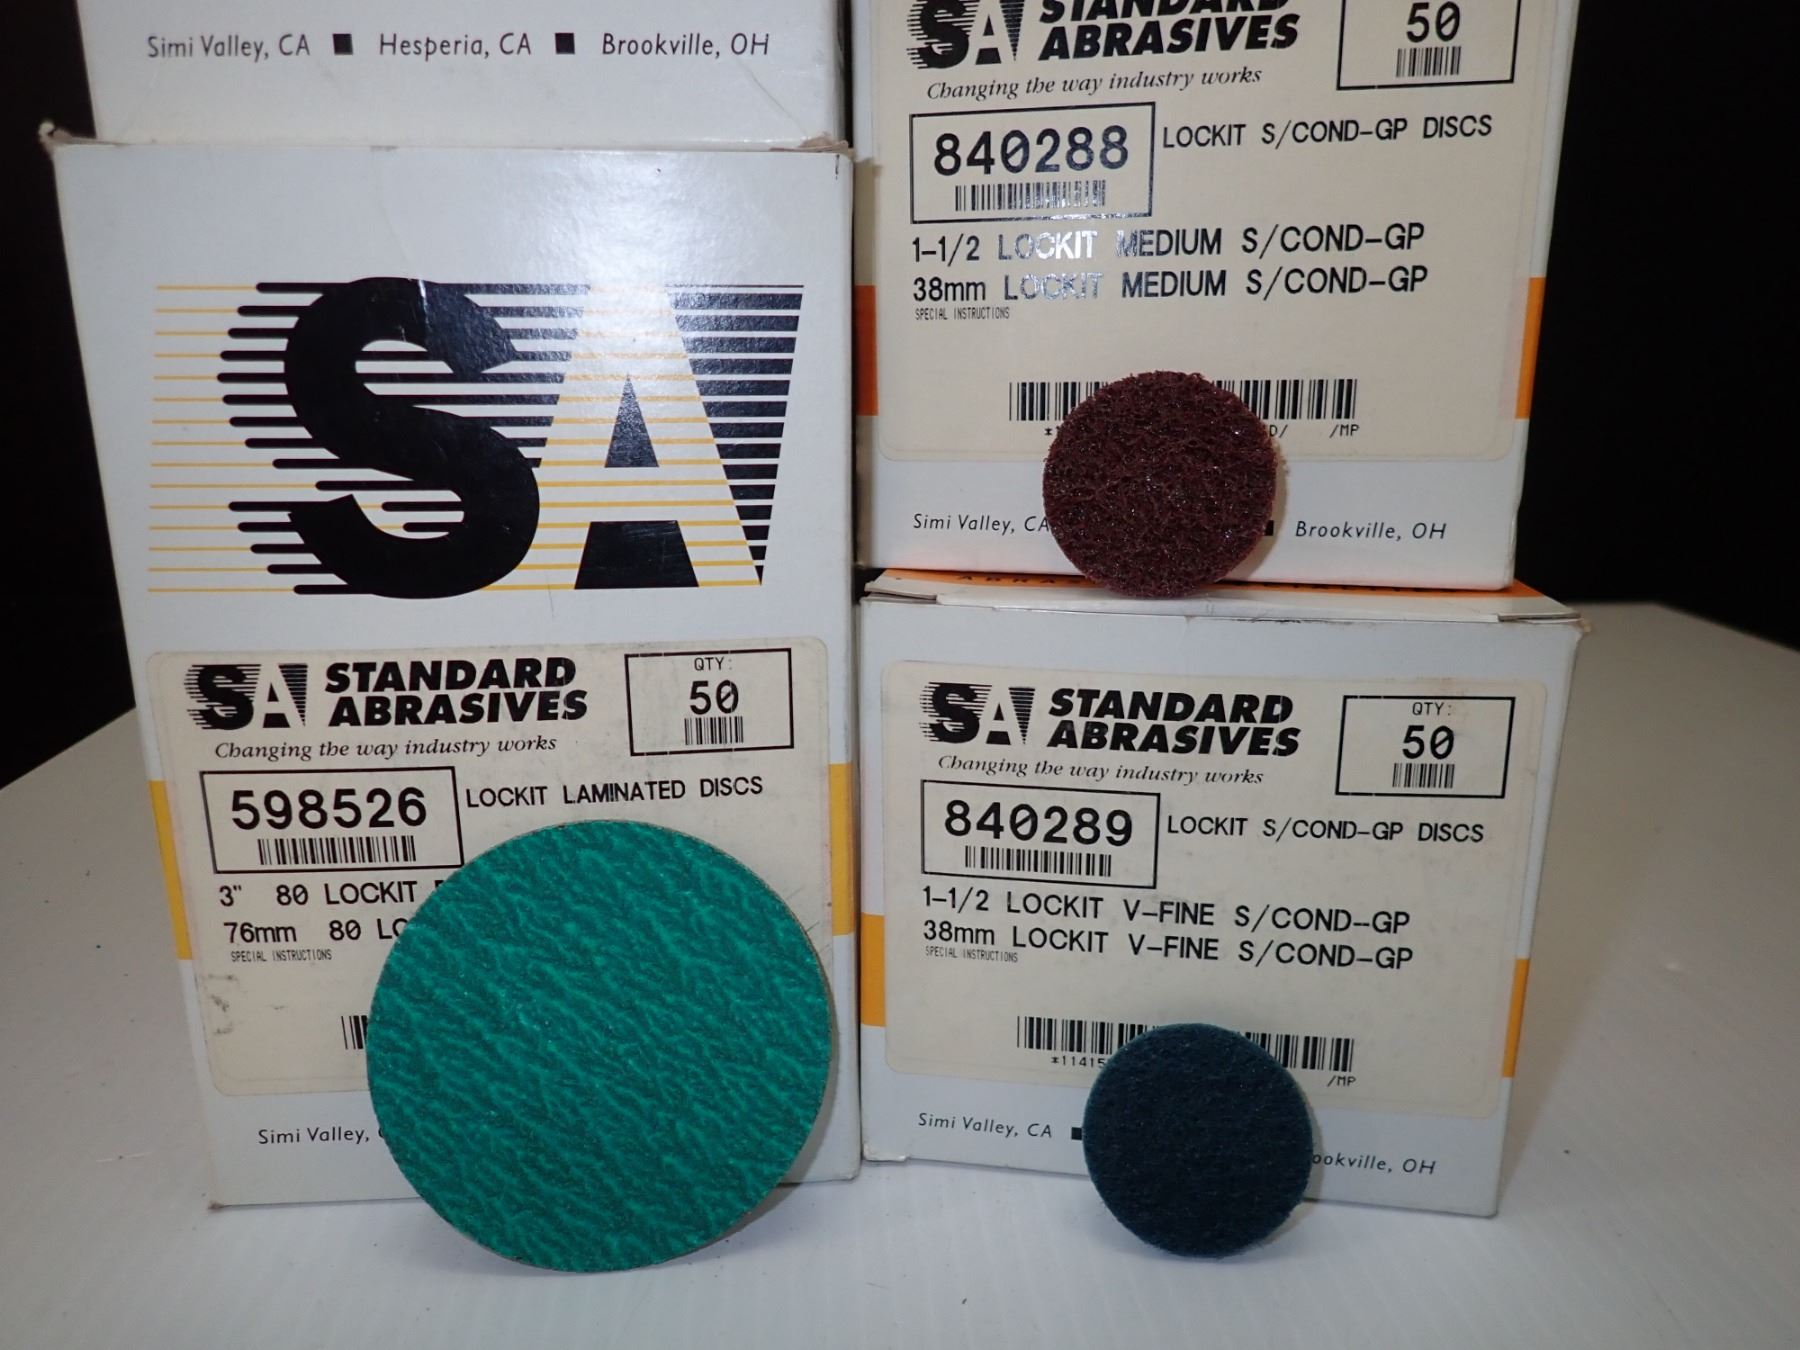 Simi Valley, CA ■ Hesperia, CA ■ Brookville, OH
SA
SA STANDARD
ABRASIVES
Changing the way industry works
QTY:
50
598526
LOCKIT LAMINATED DISCS
3" 80 LOCKIT
76mm 80
SPECIAL INSTRUCTIONS
Simi Valley,
SA STANDARD
ABRASIVES
Changing the way industry works
50
840288
LOCKIT S/COND-GP DISCS
1-1/2 LOCKIT MEDIUM S/COND-GP
38mm LOCKIT MEDIUM S/COND-GP
SPECIAL INSTRUCTIONS
/MP
Simi Valley, CA ■ Brookville, OH
SA STANDARD
ABRASIVES
Changing the way industry works
QTY:
50
840289
LOCKIT S/COND-GP DISCS
1-1/2 LOCKIT V-FINE S/COND-GP
38mm LOCKIT V-FINE S/COND-GP
SPECIAL INSTRUCTIONS
*11415
/MP
Simi Valley, CA ■ ookville, OH